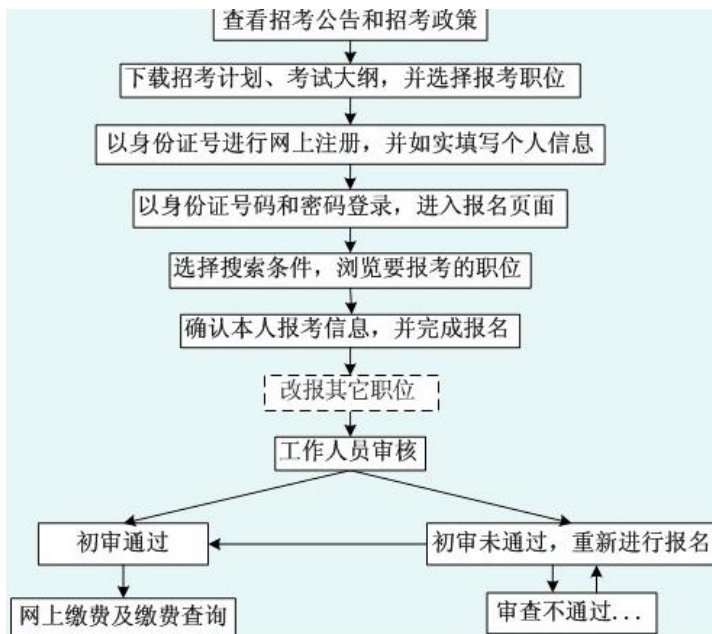 查看招考公告和招考政策
下载招考计划、考试大纲，并选择报考职位
以身份证号进行网上注册，并如实填写个人信息
以身份证号码和密码登录，进入报名页面
选择搜索条件，浏览要报考的职位
确认本人报考信息，并完成报名
改报其它职位
工作人员审核
初审通过
初审未通过，重新进行报名
网上缴费及缴费查询
审查不通过...